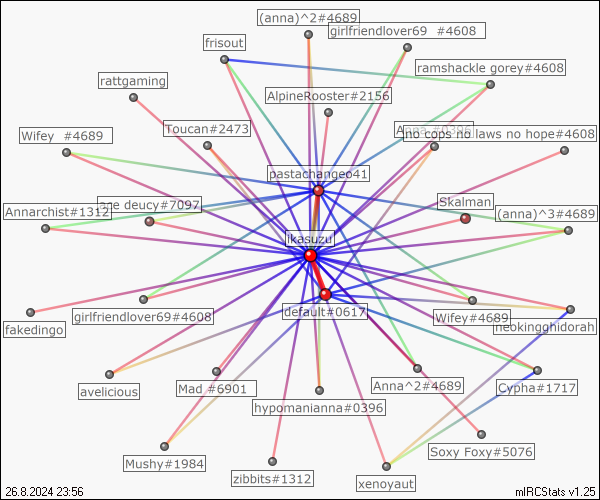 (anna)^2#4689
girlfriendlover69 #4608
frisout
ramshackle gorey#4608
rattgaming
AlpineRooster#2156
Toucan#2473
Anna #0396
no cops no laws no hope#4608
Wifey #4689
pastachangeo41
Skalman
ace deucy#7097
Annarchist#1312
(anna)^3#4689
ikasuzu
default#0617
girlfriendlover69#4608
Wifey#4689
neokingghidorah
fakedingo
avelicious
Mad #6901
Anna^2#4689
Cypha#1717
hypomanianna#0396
Soxy Foxy#5076
Mushy#1984
zibbits#1312
xenoyaut
26.8.2024 23:56
mIRCStats v1.25